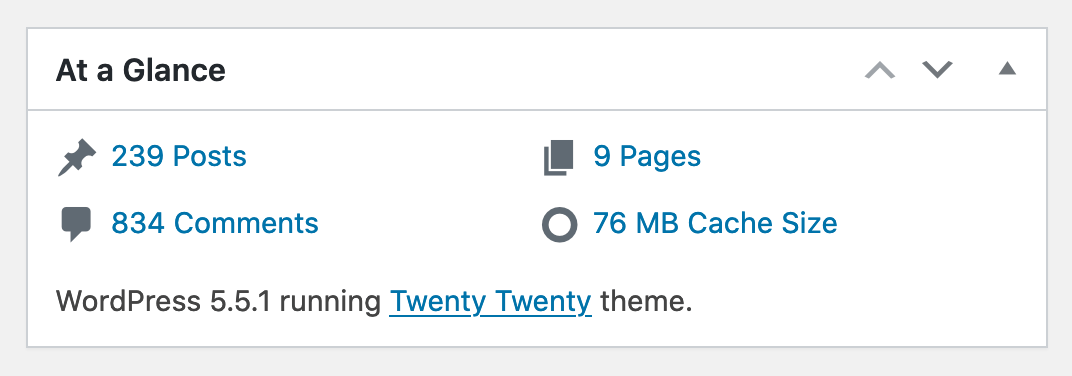 At a Glance
239 Posts
9 Pages
834 Comments
76 MB Cache Size
WordPress 5.5.1 running Twenty Twenty theme.